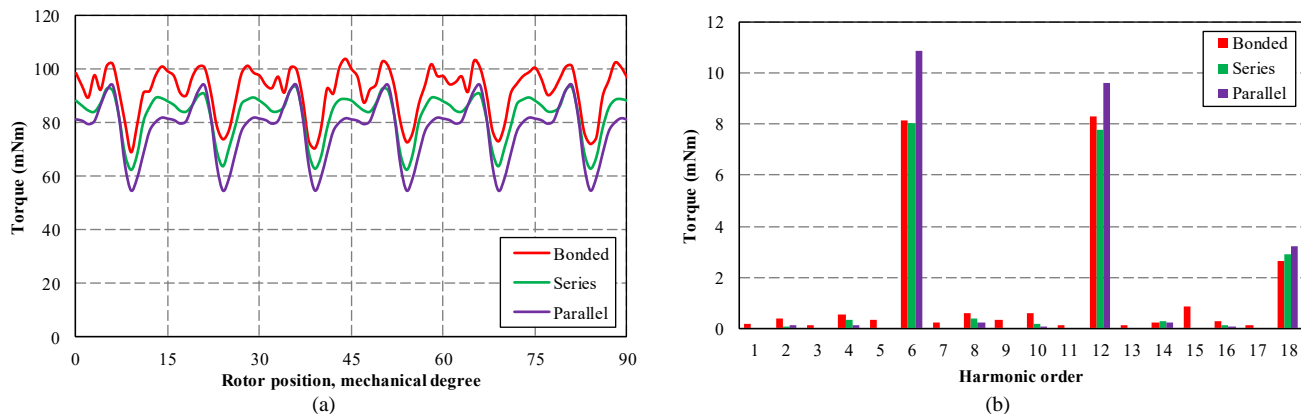 120
100
80
60
40
20
0
Torque (mNm)
0 15 30 45 60 75 90
Rotor position, mechanical degree
Bonded
Series
Parallel
(a)
12
10
8
6
4
2
0
Torque (mNm)
1 2 3 4 5 6 7 8 9 10 11 12 13 14 15 16 17 18
Harmonic order
Bonded
Series
Parallel
(b)